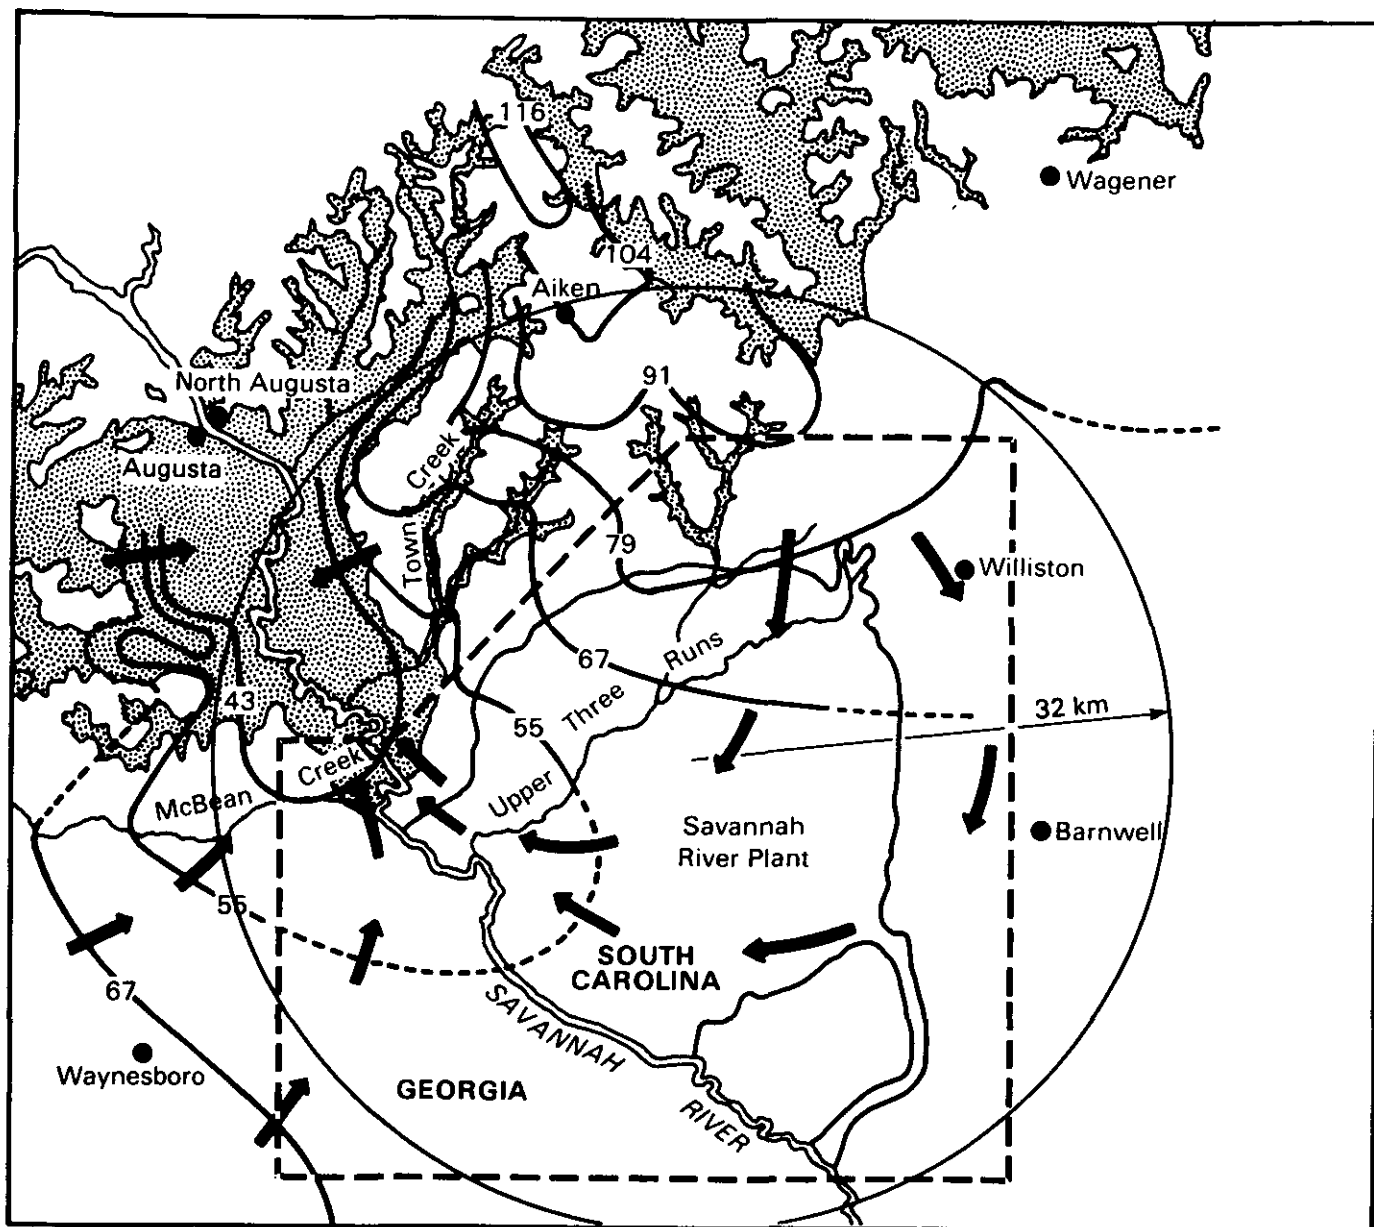 116
Wagener
104
Aiken
91
North Augusta
Augusta
Town
Creek
79
Williston
67
Upper
Three
Runs
43
55
32 km
McBean
Creek
Savannah
River Plant
Barnwell
55
SOUTH
CAROLINA
67
SAVANNAH
RIVER
Waynesboro
GEORGIA